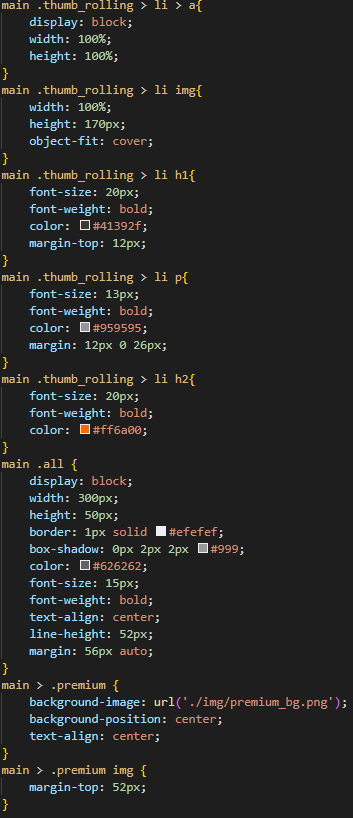 main .thumb_rolling > li > a{
    display: block;
    width: 100%;
    height: 100%;
}
main .thumb_rolling > li img{
    width: 100%;
    height: 170px;
    object-fit: cover;
}
main .thumb_rolling > li h1{
    font-size: 20px;
    font-weight: bold;
    color: #41392f;
    margin-top: 12px;
}
main .thumb_rolling > li p{
    font-size: 13px;
    font-weight: bold;
    color: #959595;
    margin: 12px 0 26px;
}
main .thumb_rolling > li h2{
    font-size: 20px;
    font-weight: bold;
    color: #ff6a00;
}
main .all {
    display: block;
    width: 300px;
    height: 50px;
    border: 1px solid #efefef;
    box-shadow: 0px 2px 2px #999;
    color: #626262;
    font-size: 15px;
    font-weight: bold;
    text-align: center;
    line-height: 52px;
    margin: 56px auto;
}
main > .premium {
    background-image: url('./img/premium_bg.png');
    background-position: center;
    text-align: center;
}
main > .premium img {
    margin-top: 52px;
}